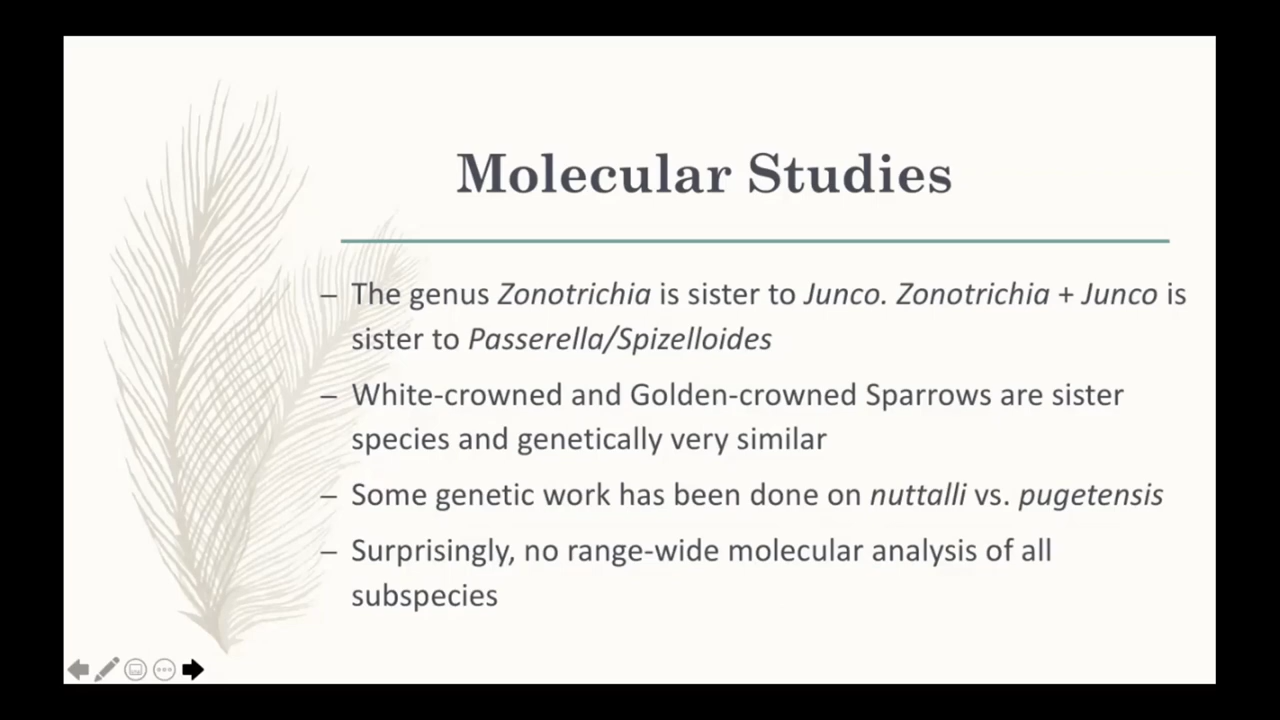 Molecular Studies
– The genus Zonotrichia is sister to Junco. Zonotrichia + Junco is
sister to Passerella/Spizelloides
– White-crowned and Golden-crowned Sparrows are sister
species and genetically very similar
– Some genetic work has been done on nuttalli vs. pugetensis
– Surprisingly, no range-wide molecular analysis of all
subspecies